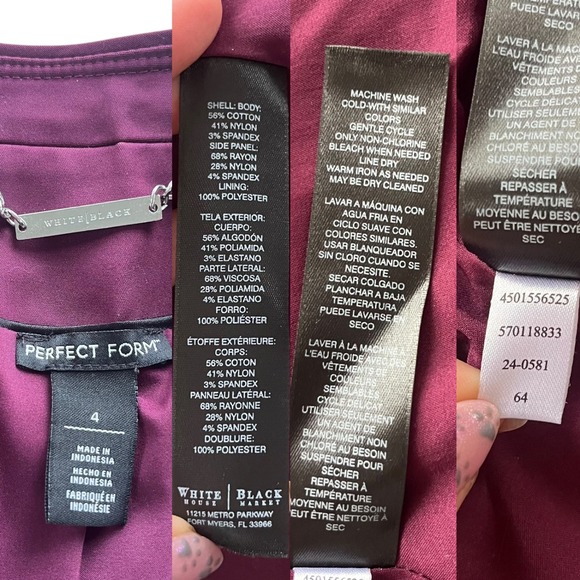 WHITE | BLACK
PERFECT FORM
4
MADE IN
INDONESIA
HECHO EN
INDONESIA
FABRIQUÉ EN
INDONÉSIE
SHELL: BODY:
56% COTTON
41% NYLON
3% SPANDEX
SIDE PANEL:
68% RAYON
28% NYLON
4% SPANDEX
LINING:
100% POLYESTER
TELA EXTERIOR:
CUERPO:
56% ALGODÓN
41% POLIAMIDA
3% ELASTANO
PARTE LATERAL:
68% VISCOSA
28% POLIAMIDA
4% ELASTANO
FORRO:
100% POLIÉSTER
ÉTOFFE EXTÉRIEURE:
CORPS:
56% COTTON
41% NYLON
3% SPANDEX
PANNEAU LATÉRAL:
68% RAYONNE
28% NYLON
4% SPANDEX
DOUBLURE:
100% POLYESTER
WHITE | BLACK
HOUSE | MARKET
11215 METRO PARKWAY
FORT MYERS, FL 33966
MACHINE WASH
COLD-WITH SIMILAR
COLORS
GENTLE CYCLE
ONLY NON-CHLORINE
BLEACH WHEN NEEDED
LINE DRY
WARM IRON AS NEEDED
MAY BE DRY CLEANED
LAVAR A MÁQUINA CON
AGUA FRIA EN
CICLO SUAVE CON
COLORES SIMILARES.
USAR BLANQUEADOR
SIN CLORO CUANDO SE
NECESITE.
SECAR COLGADO
PLANCHAR A BAJA
TEMPERATURA
PUEDE LAVARSE EN
SECO
LAVER À LA MACHINE À
L'EAU FROIDE AVEC DES
VÊTEMENTS DE
COULEURS
SEMBLABLES
CYCLE DÉLICAT
UTILISER SEULEMENT
UN AGENT DE
BLANCHIMENT NON
CHLORÉ AU BESOIN
SUSPENDRE POUR
SÉCHER
REPASSER À
TEMPÉRATURE
MOYENNE AU BESOIN
PEUT ÊTRE NETTOYÉ EN
SEC
TEMPERATURA
PUEDE LAVARSE
SECO
LAVER À LA MACHINE
L'EAU FROIDE AVEC
VÊTEMENTS DE
COULEURS
SEMBLABLES
CYCLE DÉLICAT
UTILISER SEULEMEN
UN AGENT DE
BLANCHIMENT NON
CHLORÉ AU BESOIN
SUSPENDRE POUR
SÉCHER
REPASSER À
TEMPÉRATURE
MOYENNE AU BESOIN
PEUT ÊTRE NETTOYÉ
SEC
4501556525
570118833
24-0581
64